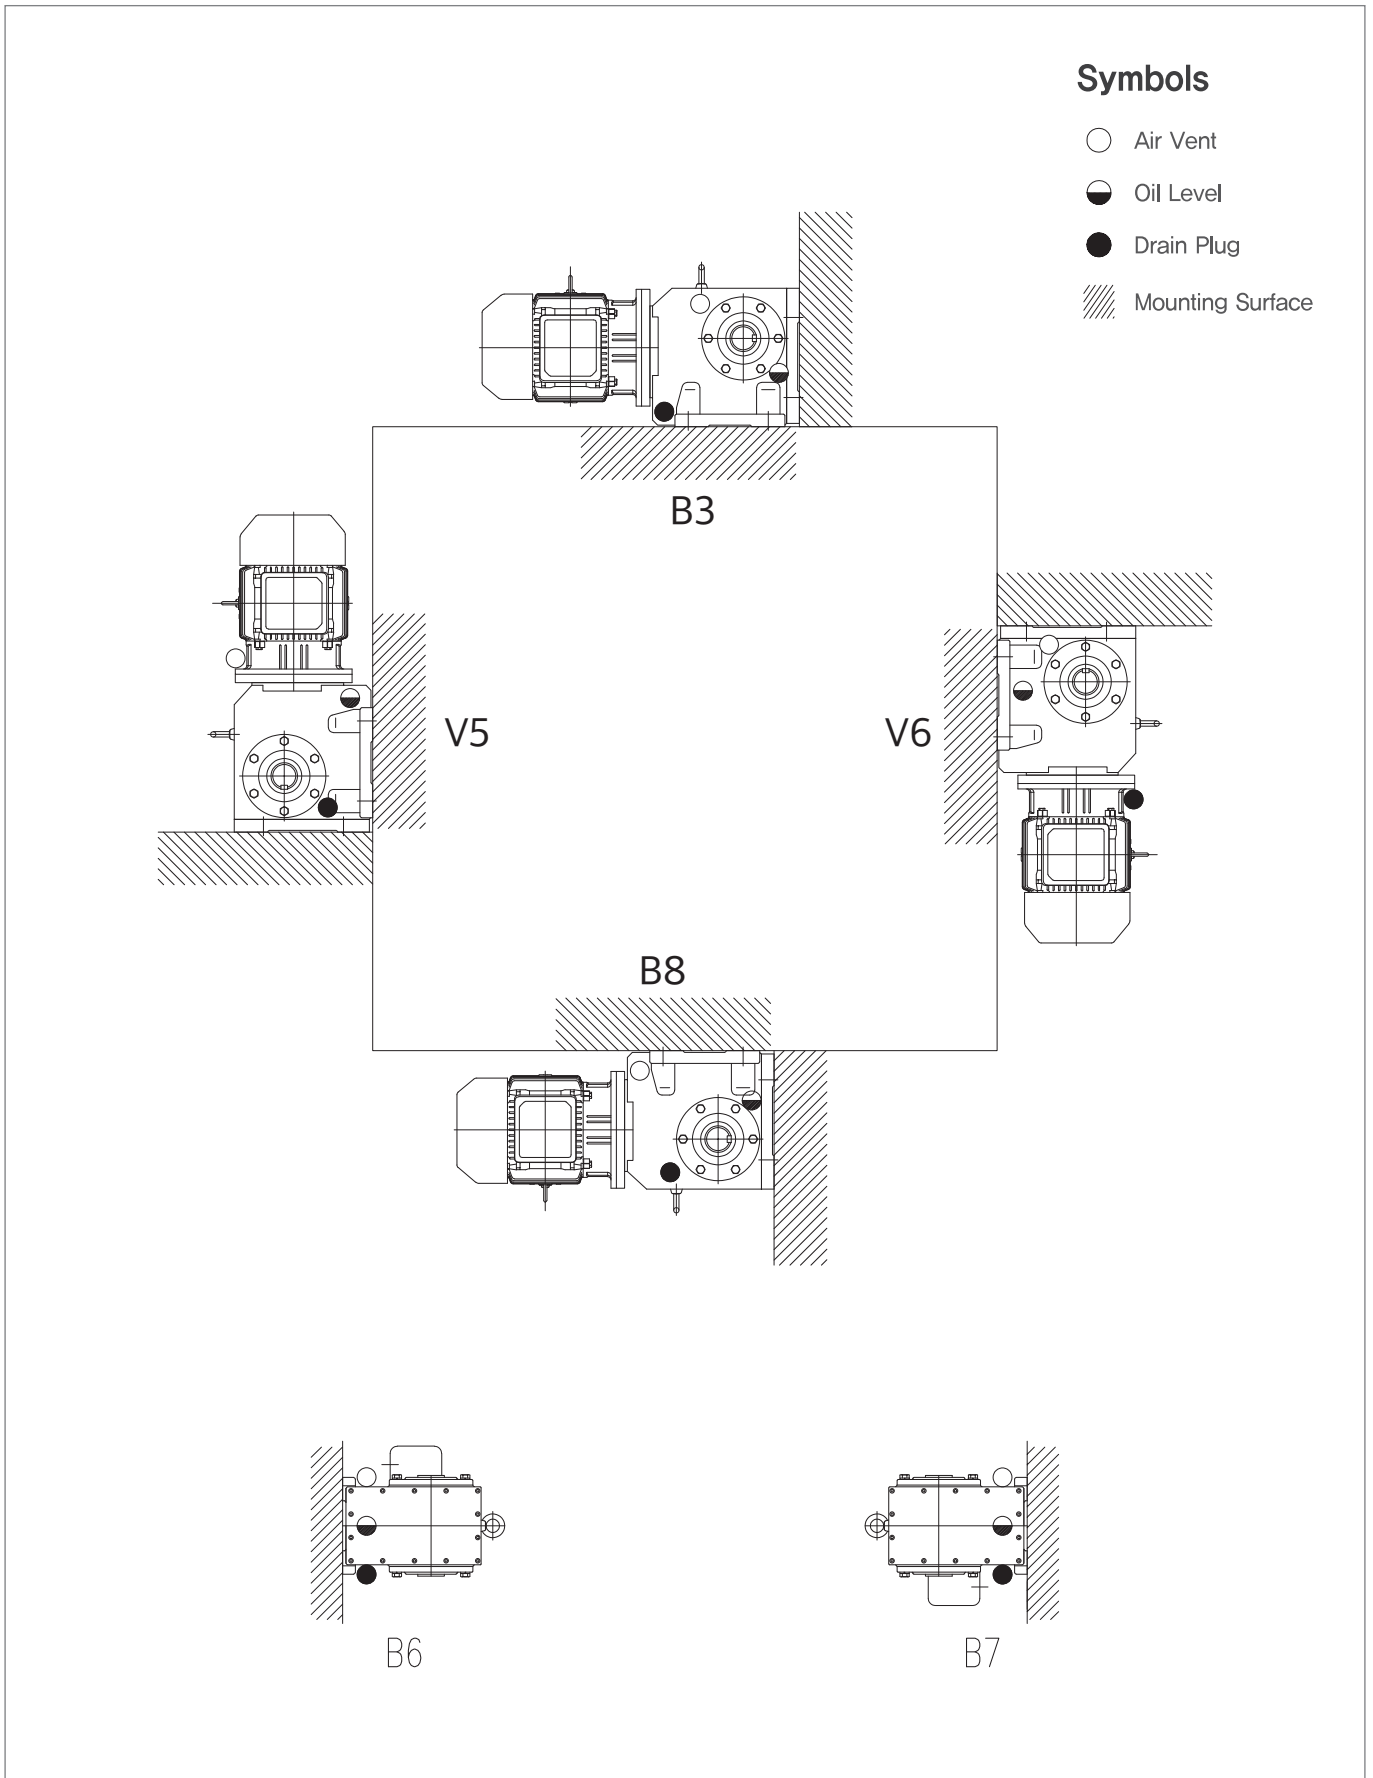 Symbols
Air Vent
Oil Level
Drain Plug
Mounting Surface
B3
V5
V6
B8
B6
B7